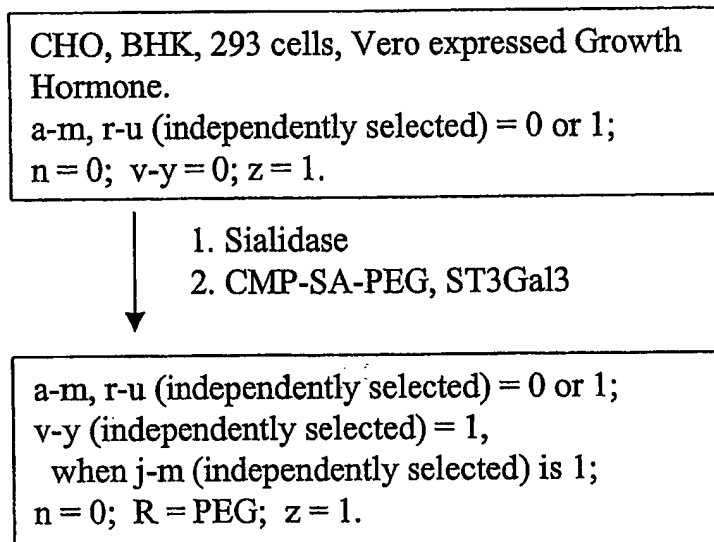 CHO, BHK, 293 cells, Vero expressed Growth
Hormone.
a-m, r-u (independently selected) = 0 or 1;
n = 0; v-y = 0; z = 1.
1. Sialidase
2. CMP-SA-PEG, ST3Gal3
a-m, r-u (independently selected) = 0 or 1;
v-y (independently selected) = 1,
when j-m (independently selected) is 1;
n = 0; R = PEG; z = 1.